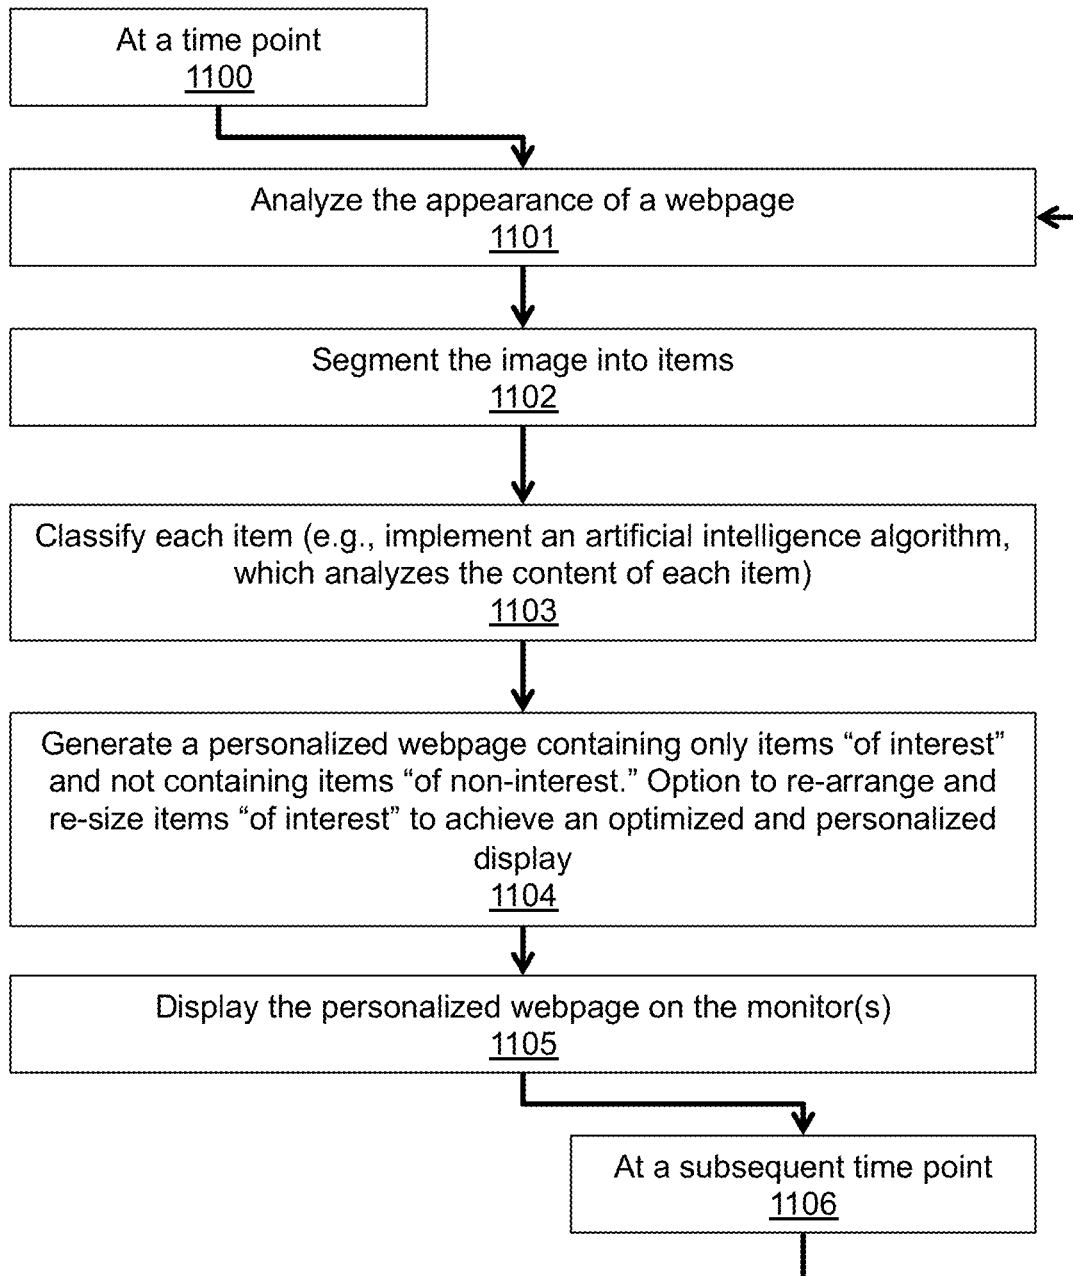 At a time point
1100
Analyze the appearance of a webpage
1101
Segment the image into items
1102
Classify each item (e.g., implement an artificial intelligence algorithm,
which analyzes the content of each item)
1103
Generate a personalized webpage containing only items “of interest”
and not containing items “of non-interest.” Option to re-arrange and
re-size items “of interest” to achieve an optimized and personalized
display
1104
Display the personalized webpage on the monitor(s)
1105
At a subsequent time point
1106